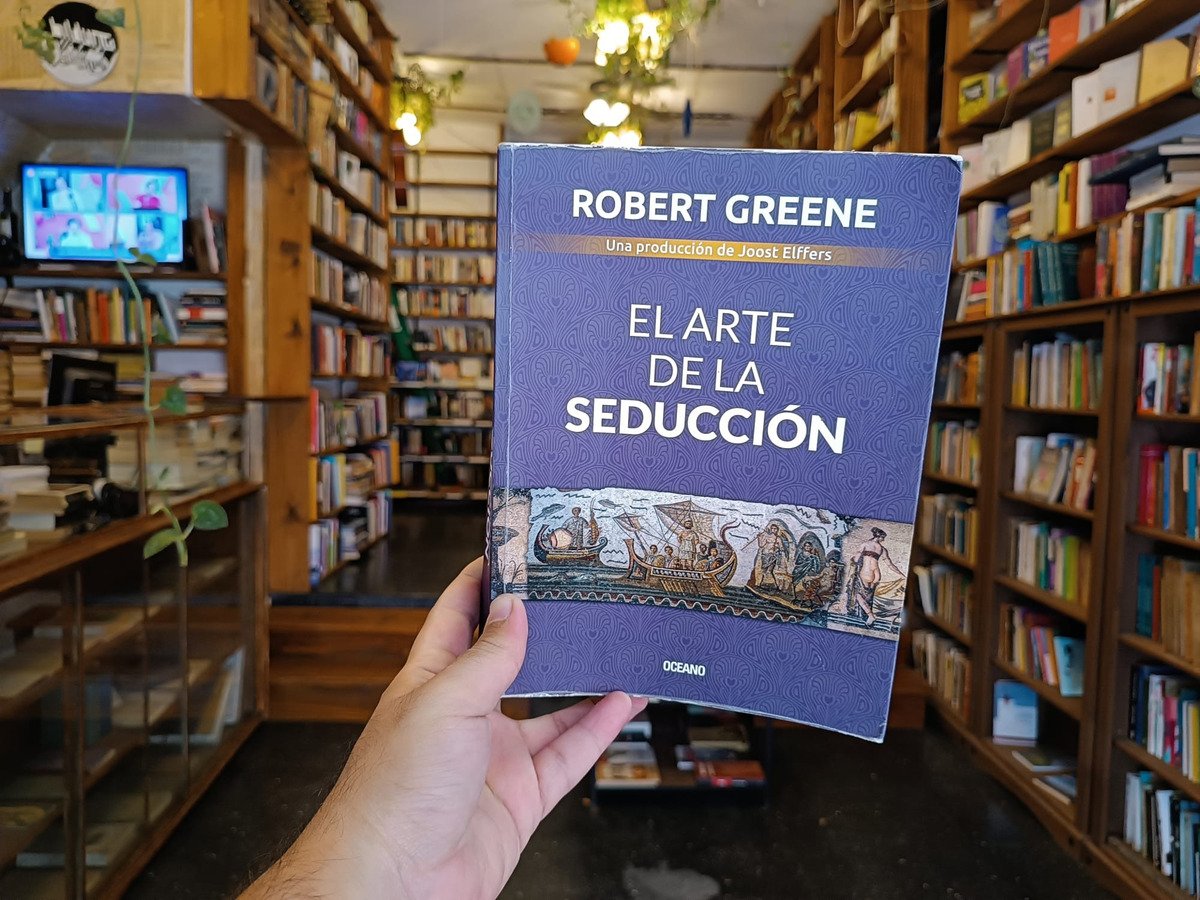 ROBERT GREENE
Una producción de Joost Elffers
EL ARTE
DE LA
SEDUCCIÓN
OCEANO